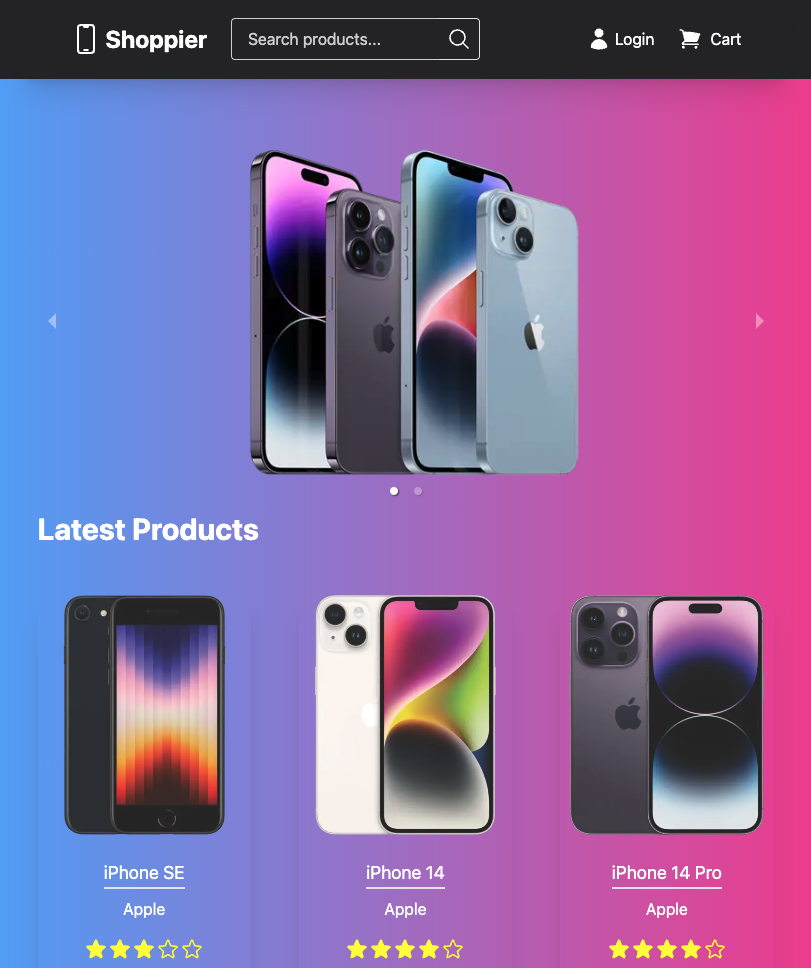 Shoppier
Search products...
Login
Cart
Latest Products
iPhone SE
iPhone 14
iPhone 14 Pro
Apple
Apple
Apple